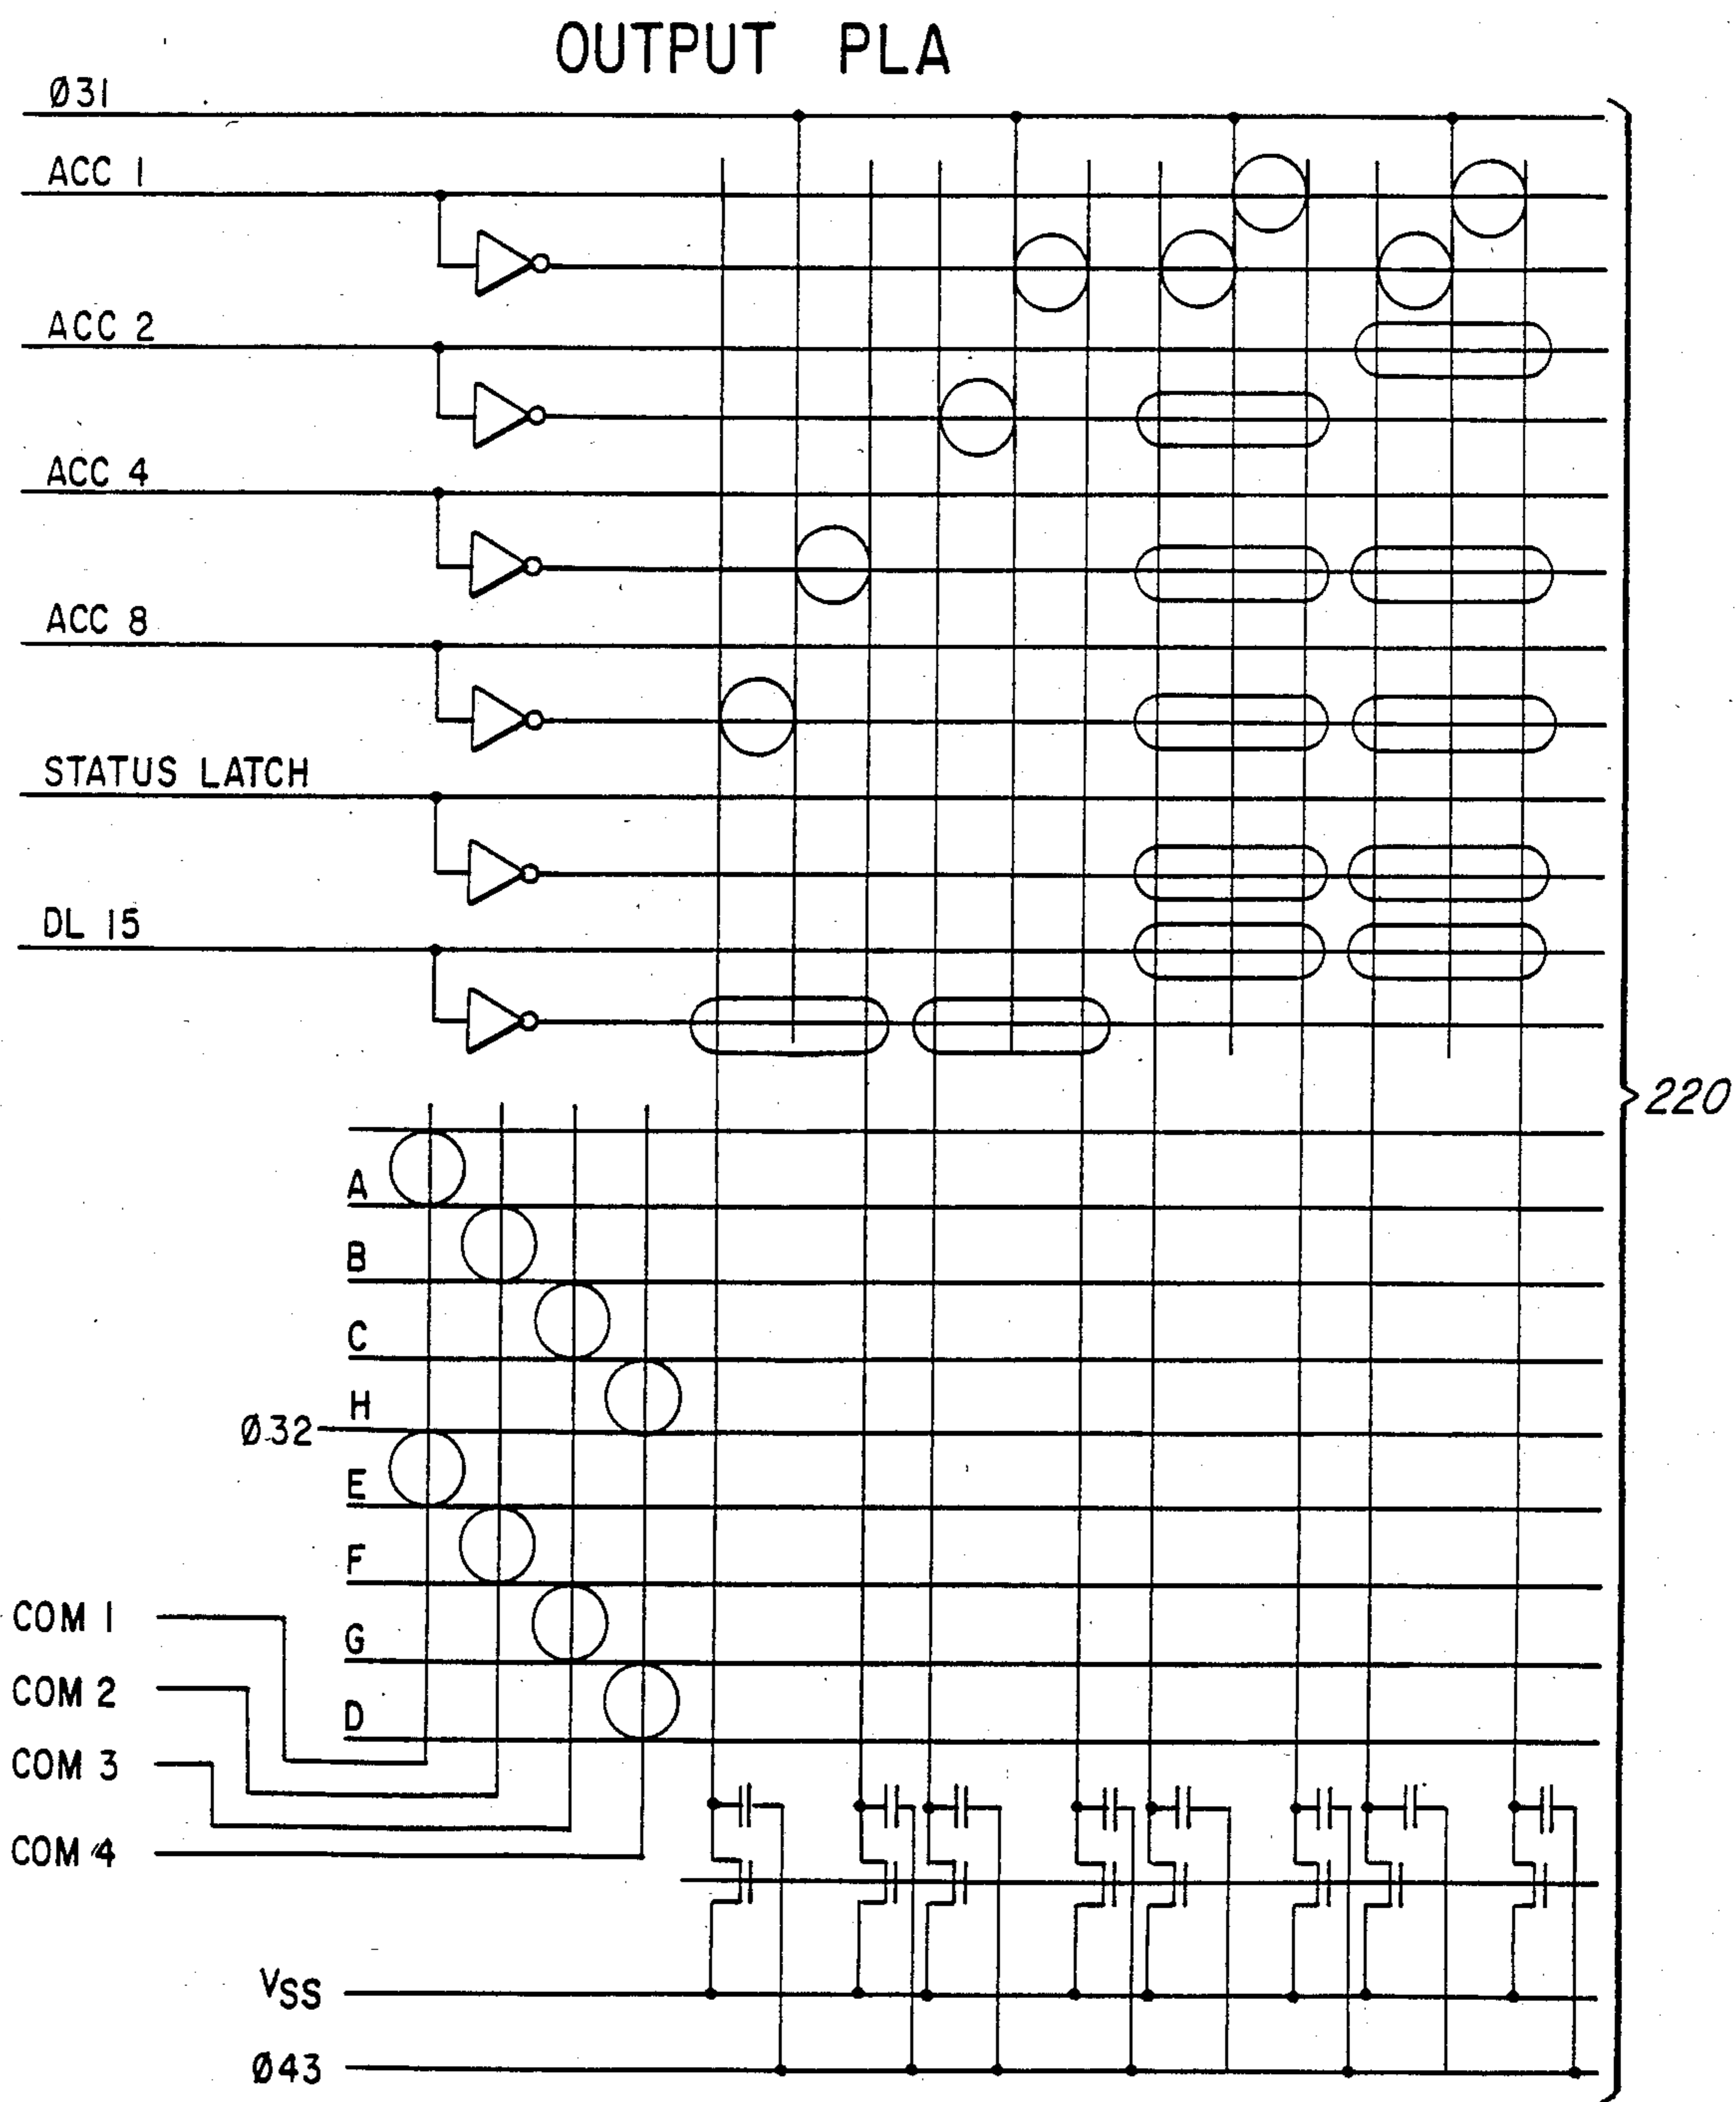 OUTPUT PLA
Ø31
ACC 1
ACC 2
ACC 4
ACC 8
STATUS LATCH
DL 15
220
A
B
C
H
Ø32
E
F
COM 1
G
COM 2
D
COM 3
COM 4
VSS
Ø43